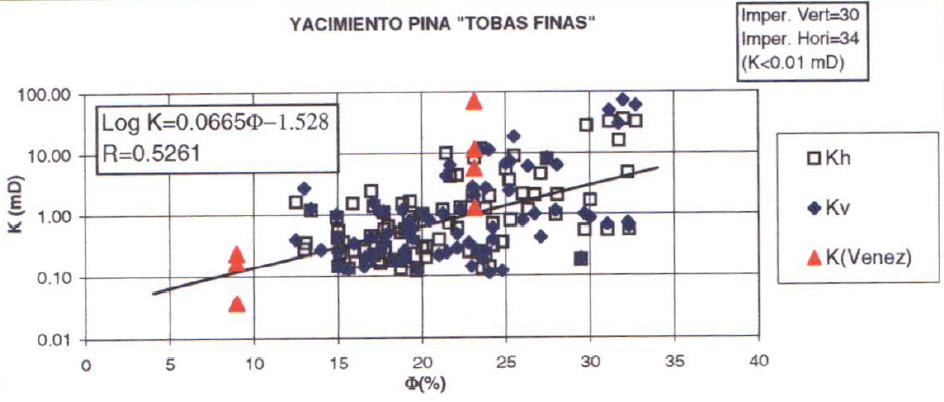 YACIMIENTO PINA "TOBAS FINAS"
Imper. Vert=30
Imper. Hori=34
(K<0.01 mD)
Log K=0.0665Φ−1.528
R=0.5261
K (mD)
100.00
10.00
1.00
0.10
0.01
0 5 10 15 20 25 30 35 40
Φ(%)
Kh
Kv
K(Venez)